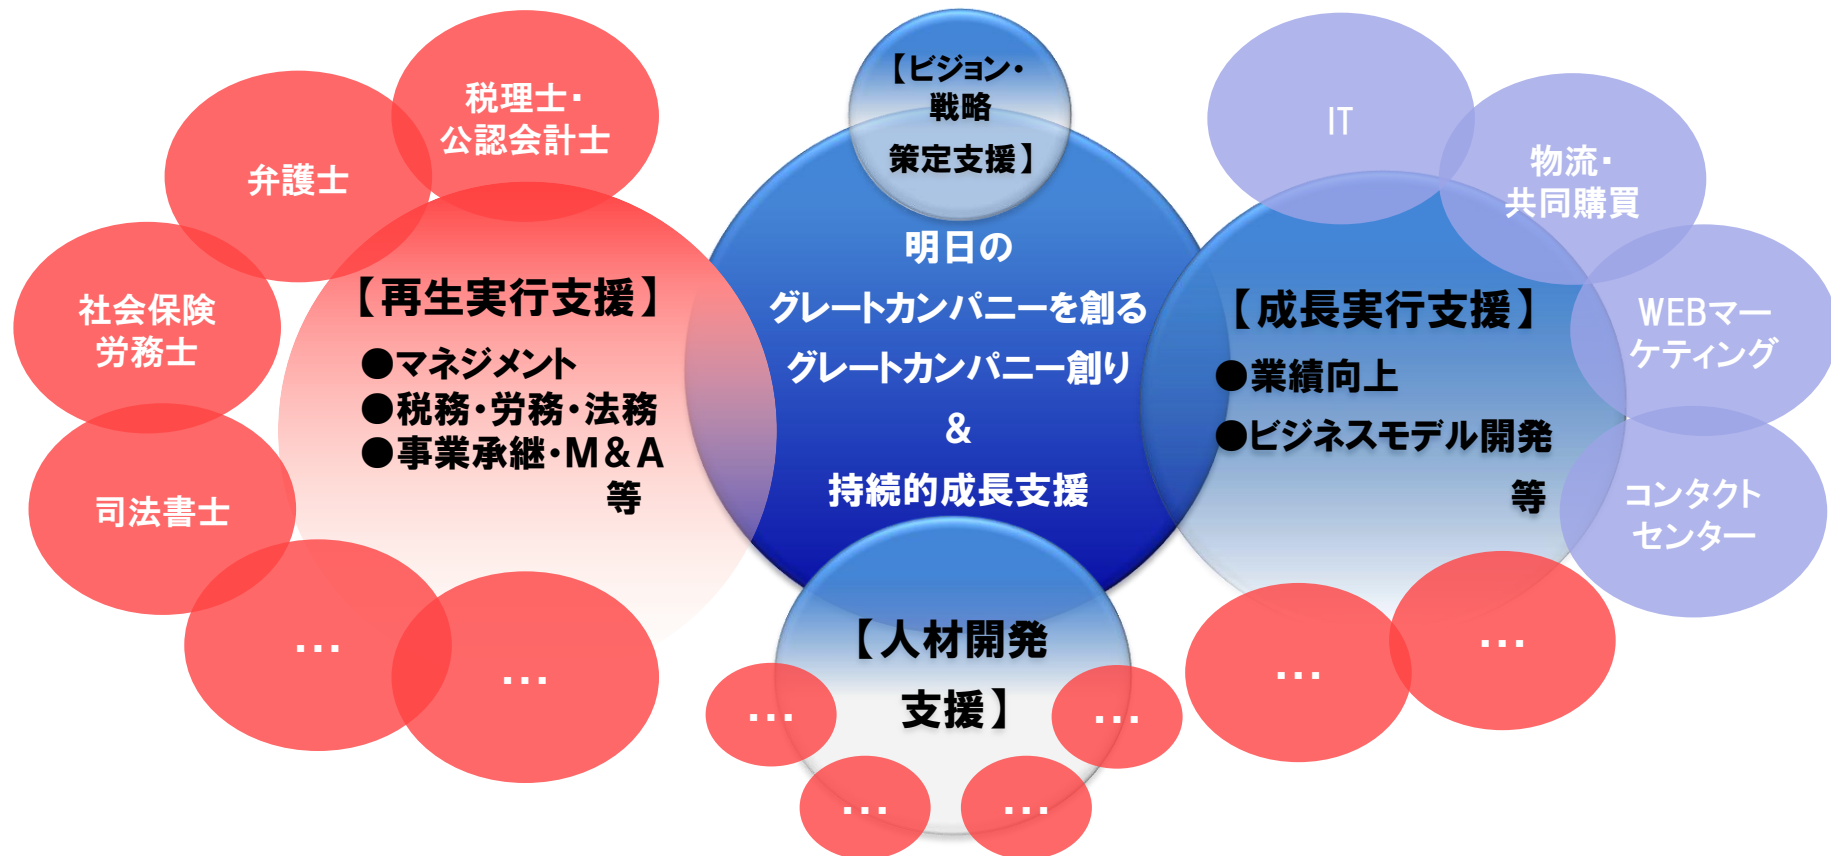 税理士・
公認会計士
弁護士
社会保険
労務士
司法書士
…
…
【再生実行支援】
●マネジメント
●税務・労務・法務
●事業承継・M&A
等
【ビジョン・
戦略
策定支援】
明日の
グレートカンパニーを創る
グレートカンパニー創り
&
持続的成長支援
【人材開発
支援】
…
…
…
…
【成長実行支援】
●業績向上
●ビジネスモデル開発
等
IT
物流・
共同購買
WEBマー
ケティング
コンタクト
センター
…
…